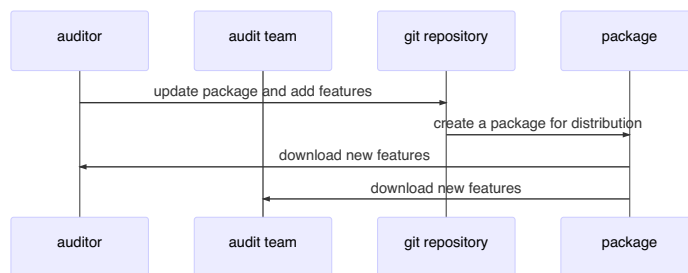 auditor
audit team
git repository
package
update package and add features
create a package for distribution
download new features
download new features
auditor
audit team
git repository
package